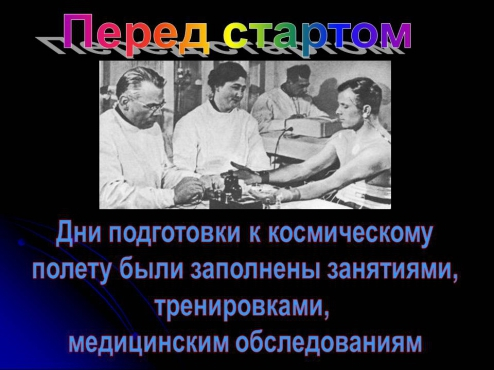 Перед стартом
Дни подготовки к космическому
полету были заполнены занятиями,
тренировками,
медицинским обследованиям